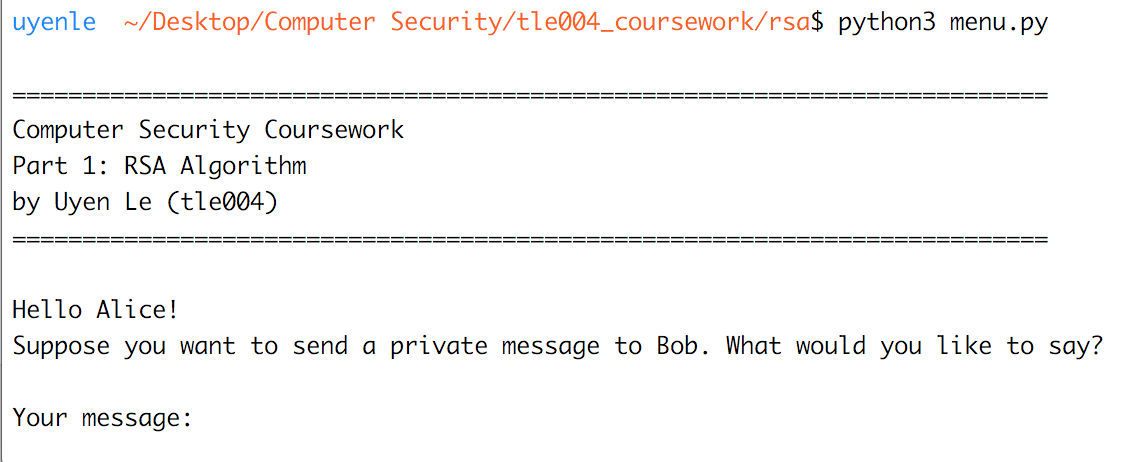 uyenle  ~/Desktop/Computer Security/tle004_coursework/rsa$ python3 menu.py
==========================================================================
Computer Security Coursework
Part 1: RSA Algorithm
by Uyen Le (tle004)
==========================================================================
Hello Alice!
Suppose you want to send a private message to Bob. What would you like to say?
Your message: